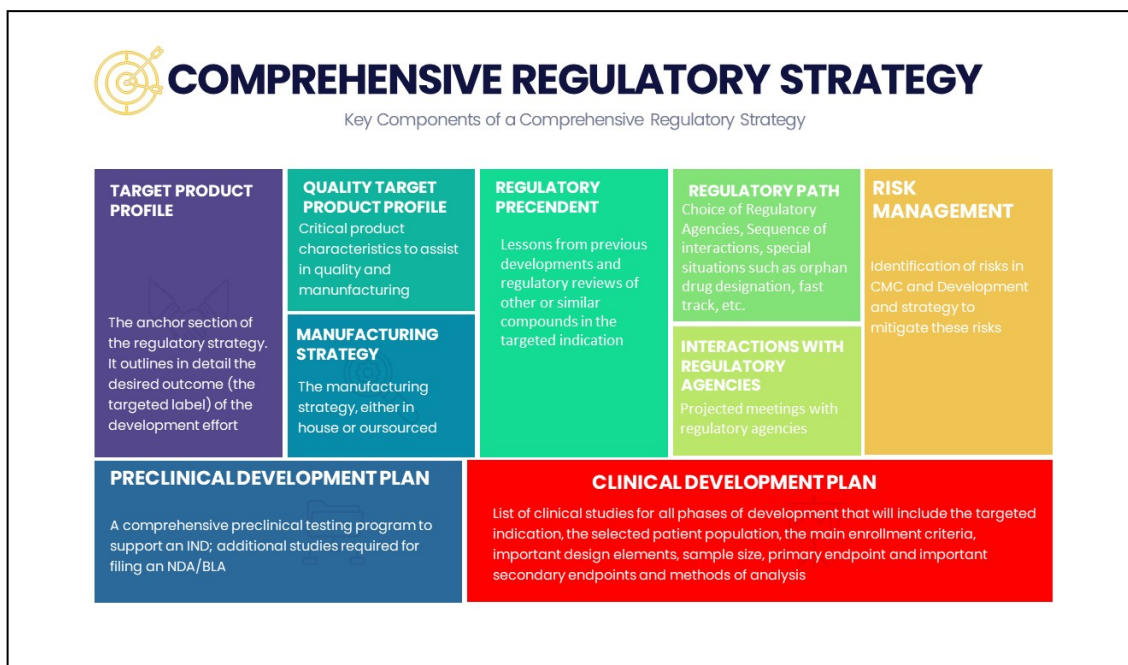 COMPREHENSIVE REGULATORY STRATEGY
Key Components of a Comprehensive Regulatory Strategy
TARGET PRODUCT
PROFILE
The anchor section of
the regulatory strategy.
It outlines in detail the
desired outcome (the
targeted label) of the
development effort
QUALITY TARGET
PRODUCT PROFILE
Critical product
characteristics to assist
in quality and
manunfacturing
MANUFACTURING
STRATEGY
The manufacturing
strategy, either in
house or oursourced
REGULATORY
PRECENDENT
Lessons from previous
developments and
regulatory reviews of
other or similar
compounds in the
targeted indication
REGULATORY PATH
Choice of Regulatory
Agencies, Sequence of
interactions, special
situations such as orphan
drug designation, fast
track, etc.
INTERACTIONS WITH
REGULATORY
AGENCIES
Projected meetings with
regulatory agencies
RISK
MANAGEMENT
Identification of risks in
CMC and Development
and strategy to
mitigate these risks
PRECLINICAL DEVELOPMENT PLAN
A comprehensive preclinical testing program to
support an IND; additional studies required for
filing an NDA/BLA
CLINICAL DEVELOPMENT PLAN
List of clinical studies for all phases of development that will include the targeted
indication, the selected patient population, the main enrollment criteria,
important design elements, sample size, primary endpoint and important
secondary endpoints and methods of analysis